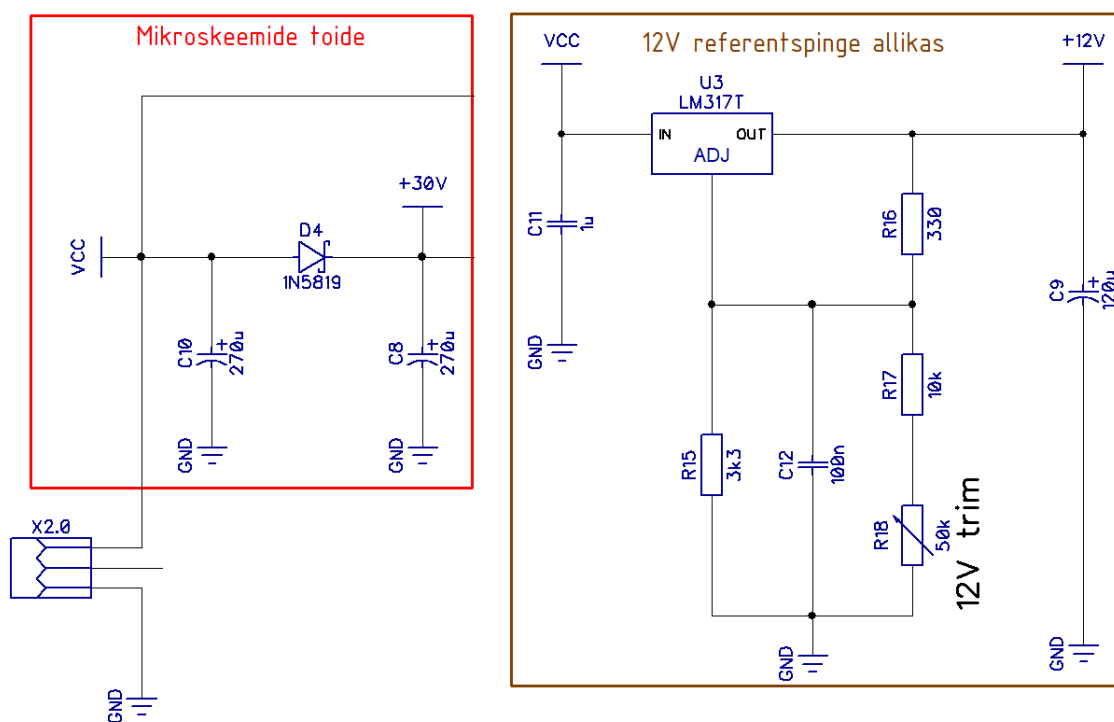 Mikroskeemide toide
+30V
D4
1N5819
VCC
C10
270u
C8
270u
GND
GND
X2.0
GND
12V referentspinge allikas
VCC
+12V
U3
LM317T
IN
OUT
ADJ
C11
1u
R16
330
C9
120u
GND
R17
10k
R15
3k3
C12
100n
R18
50k
12V trim
GND
GND